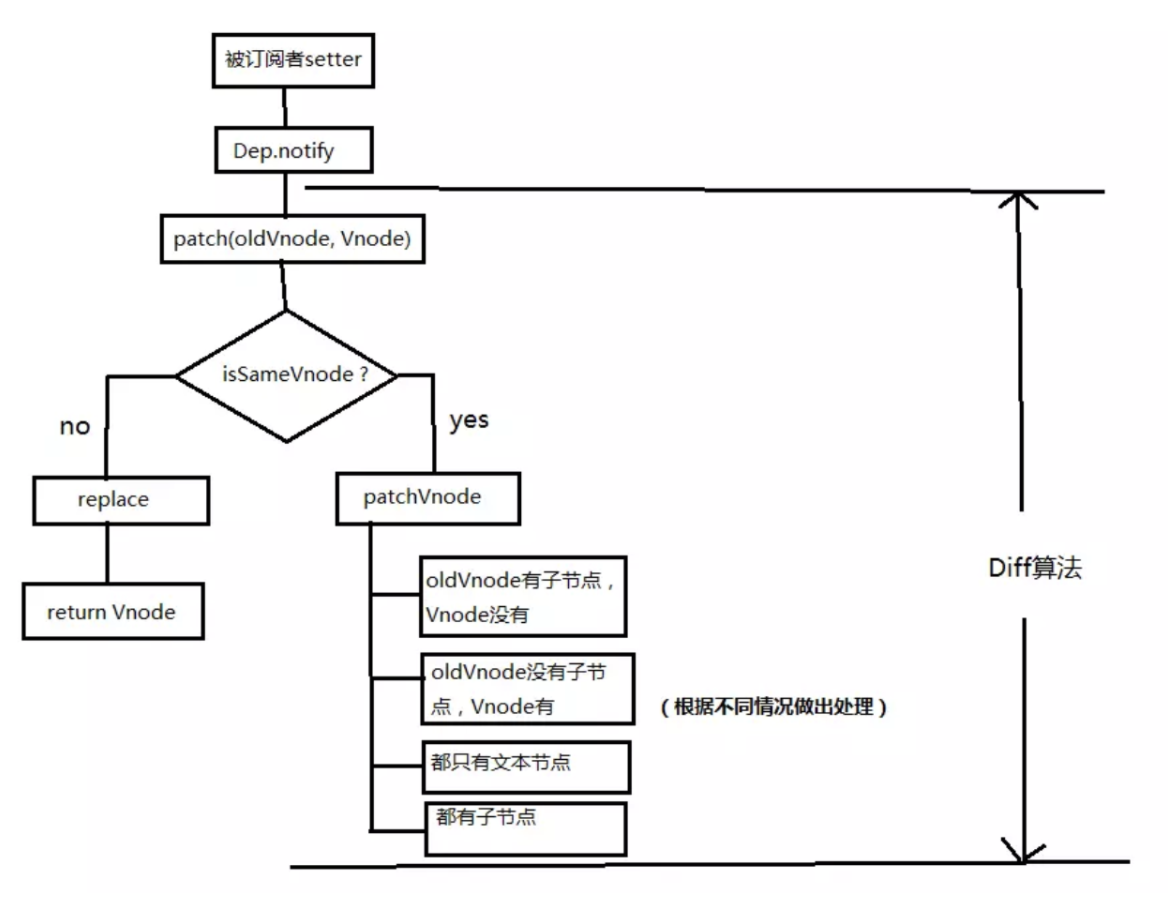 被订阅者setter
Dep.notify
patch(oldVnode, Vnode)
isSameVnode ?
no
yes
replace
patchVnode
return Vnode
oldVnode有子节点，
Vnode没有
oldVnode没有子节
点，Vnode有
都只有文本节点
都有子节点
（根据不同情况做出处理）
Diff算法